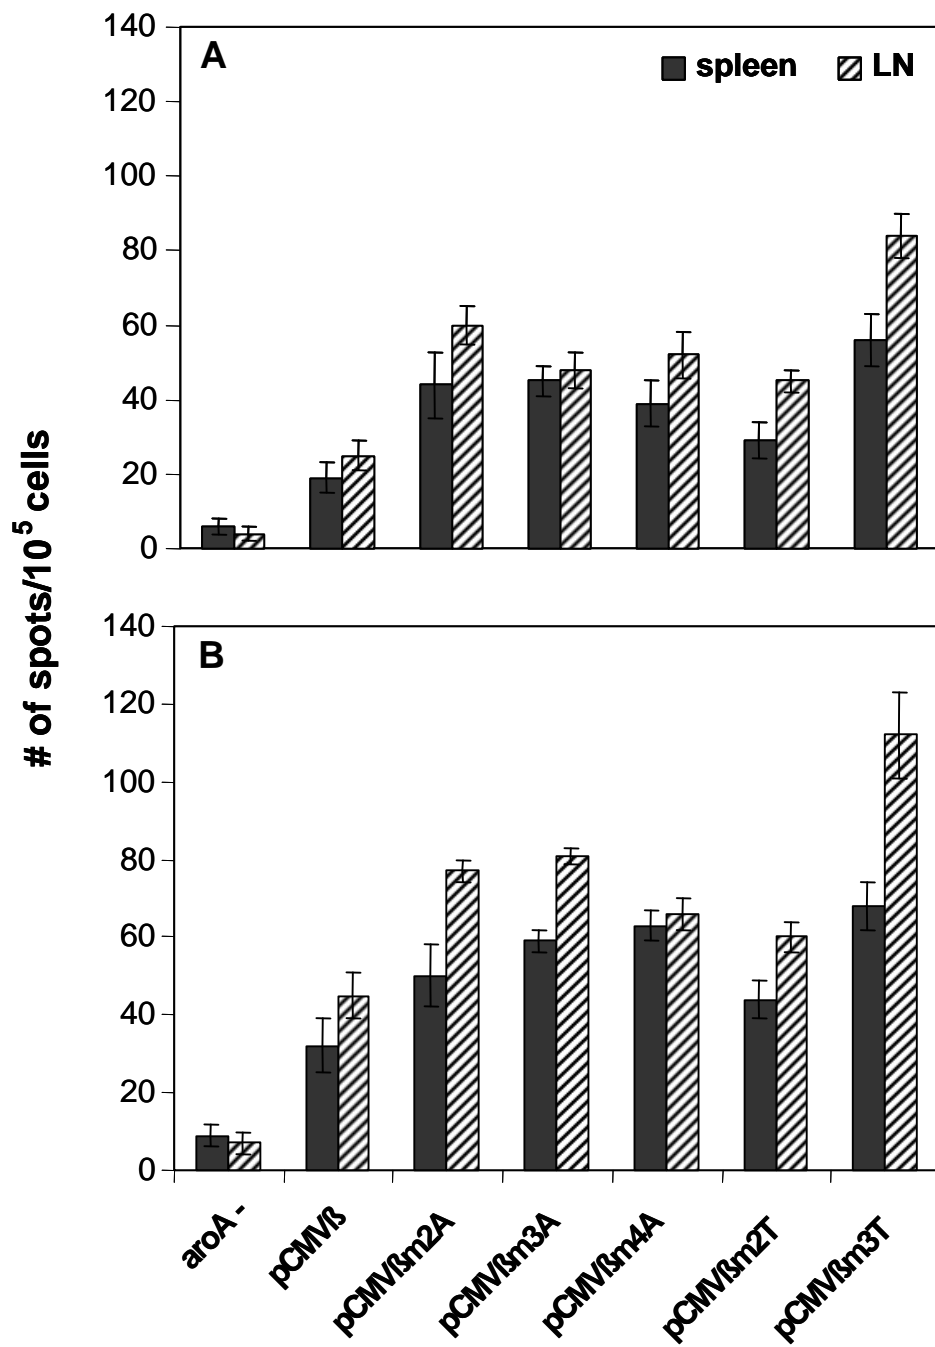 # of spots/10⁵ cells
A
spleen LN
140
120
100
80
60
40
20
0
B
140
120
100
80
60
40
20
0
aroA -
pCMVß
pCMVßm2A
pCMVßm3A
pCMVßm4A
pCMVßm2T
pCMVßm3T